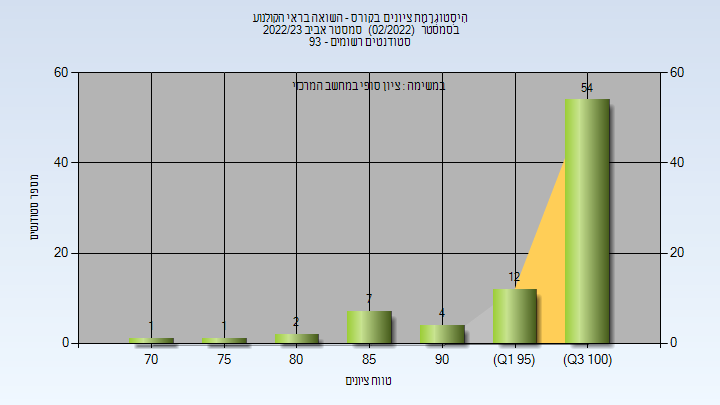 היסטוגרמת ציונים בקורס - השואה בראי הקולנוע
בסמסטר (02/2022) סמסטר אביב 2022/23
סטודנטים רשומים - 93
במשימה : ציון סופי במחשב המרכזי
60 60
54
40 40
20 20
12
7
4
2
1 1
0 0
70 75 80 85 90 (Q1 95) (Q3 100)
מספר סטודנטים
טווח ציונים